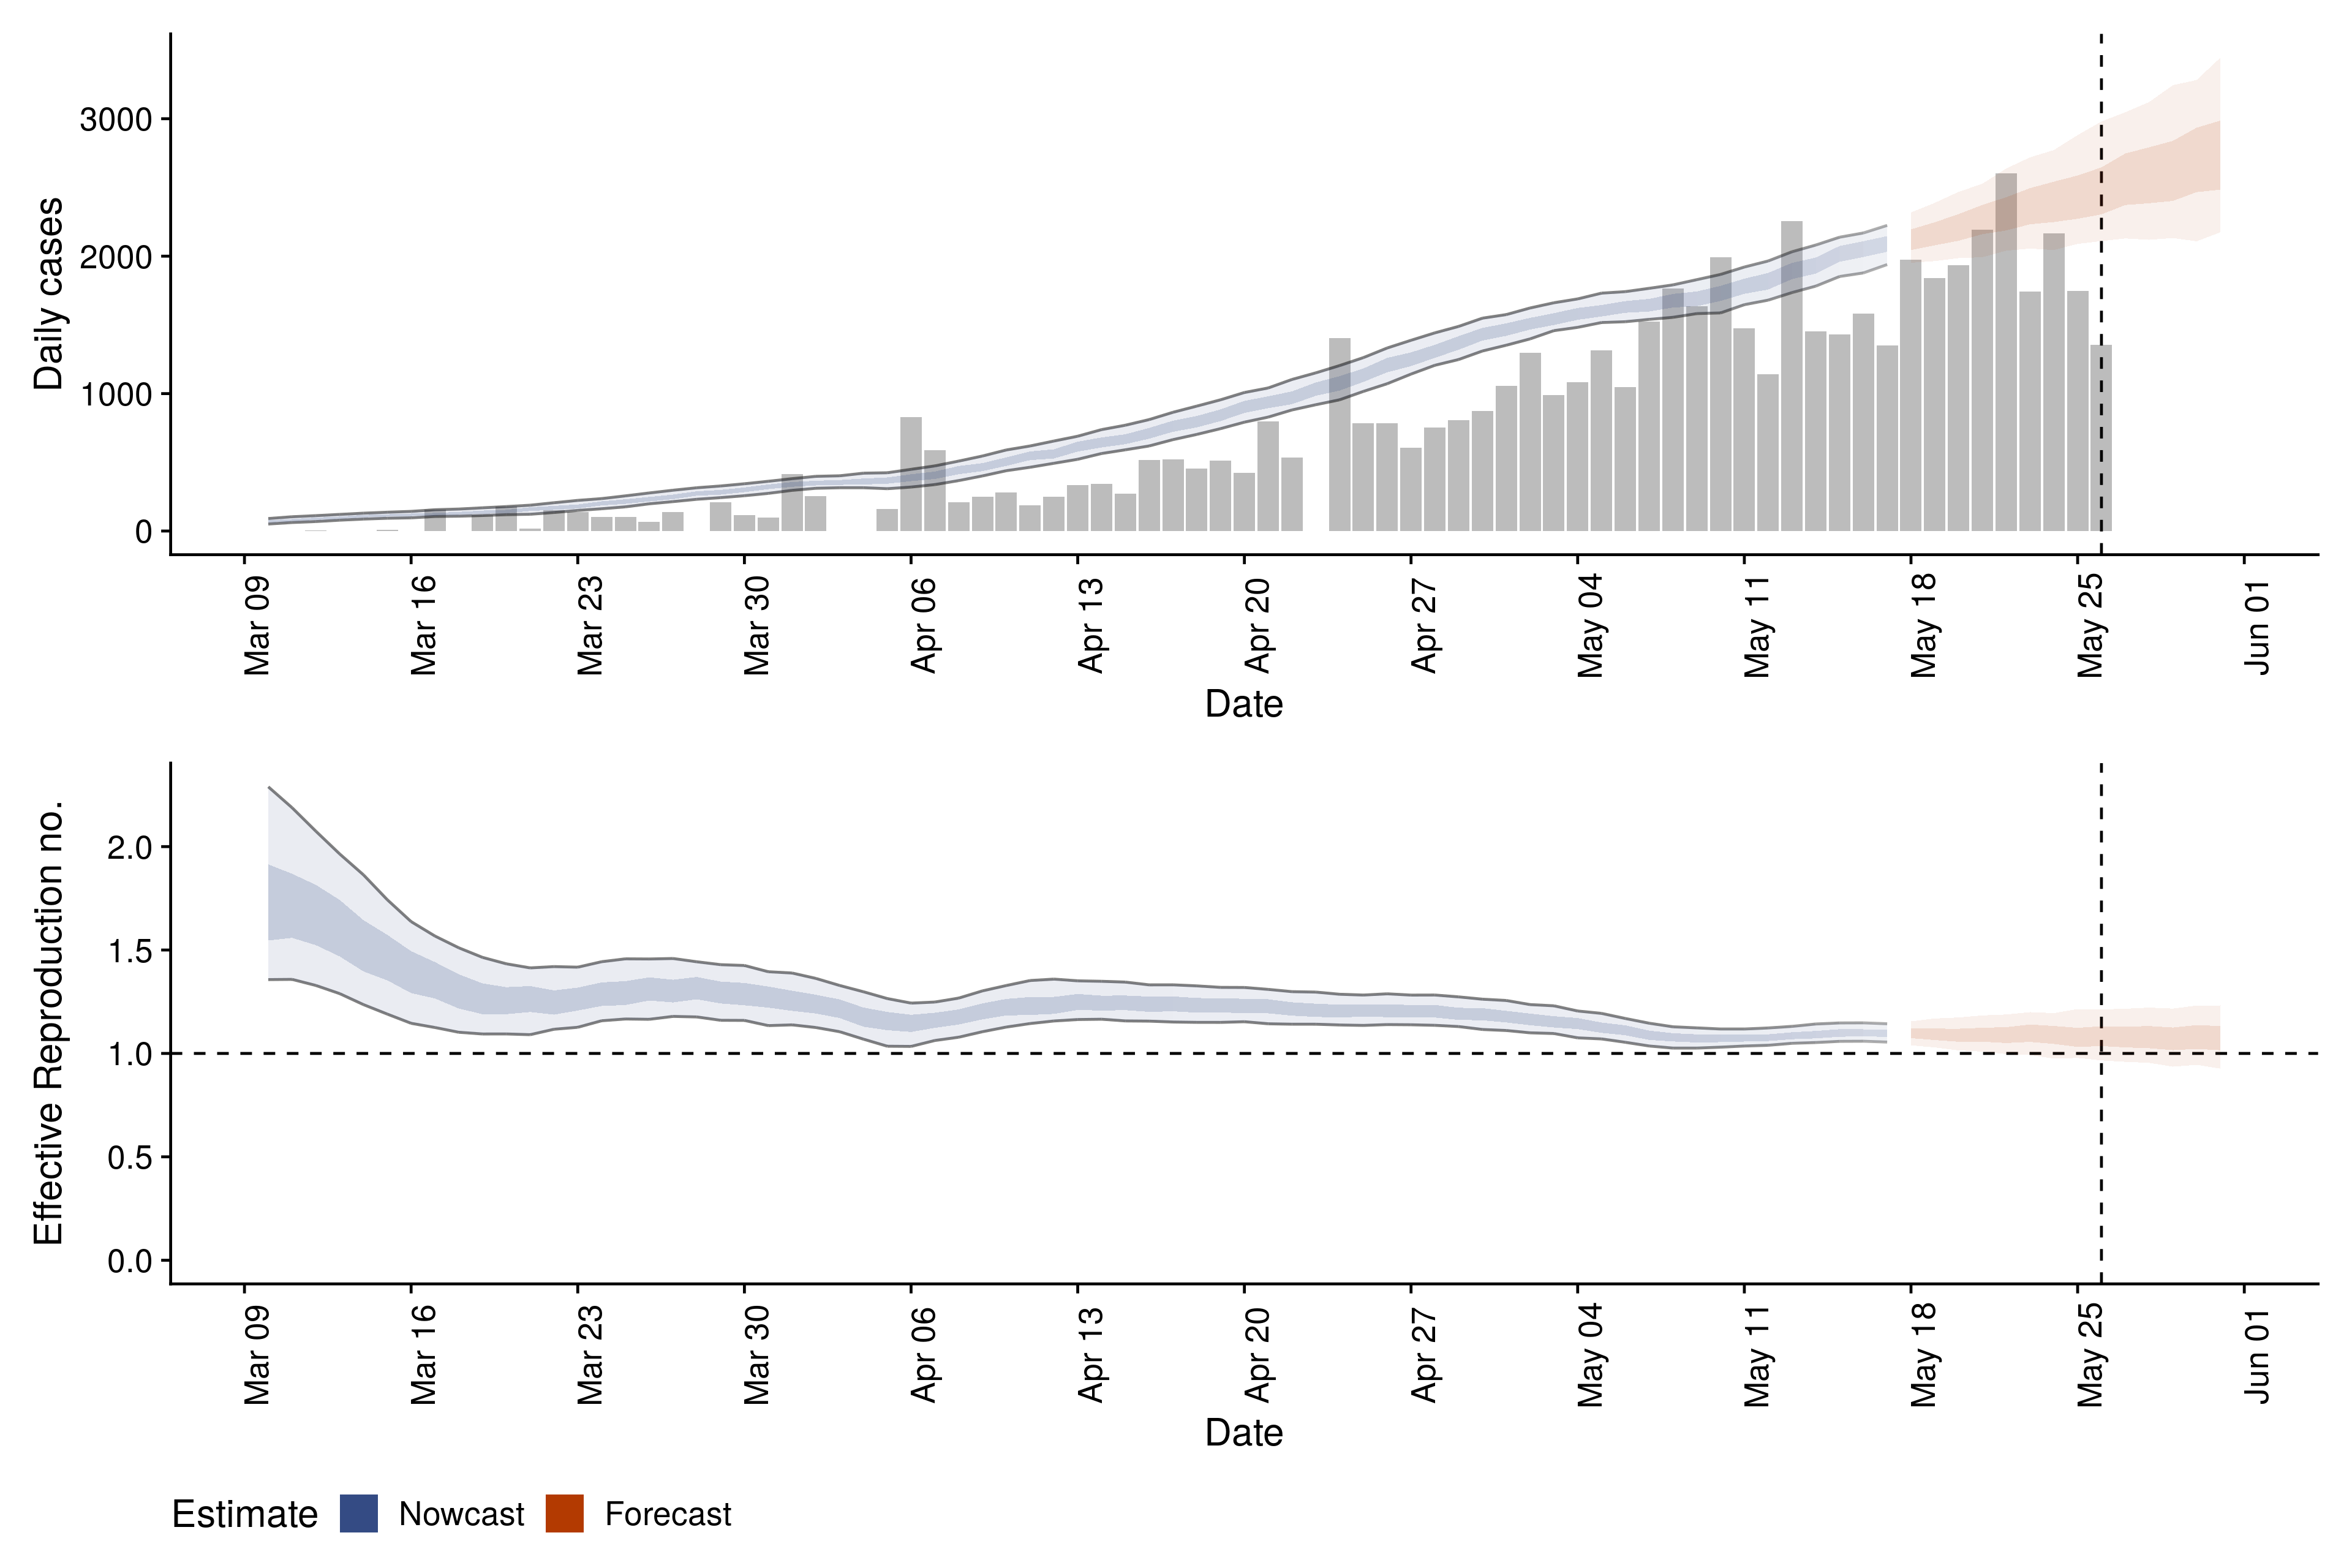 Daily cases
3000
2000
1000
0
Mar 09
Mar 16
Mar 23
Mar 30
Apr 06
Apr 13
Apr 20
Apr 27
May 04
May 11
May 18
May 25
Jun 01
Date
Effective Reproduction no.
2.0
1.5
1.0
0.5
0.0
Mar 09
Mar 16
Mar 23
Mar 30
Apr 06
Apr 13
Apr 20
Apr 27
May 04
May 11
May 18
May 25
Jun 01
Date
Estimate Nowcast Forecast